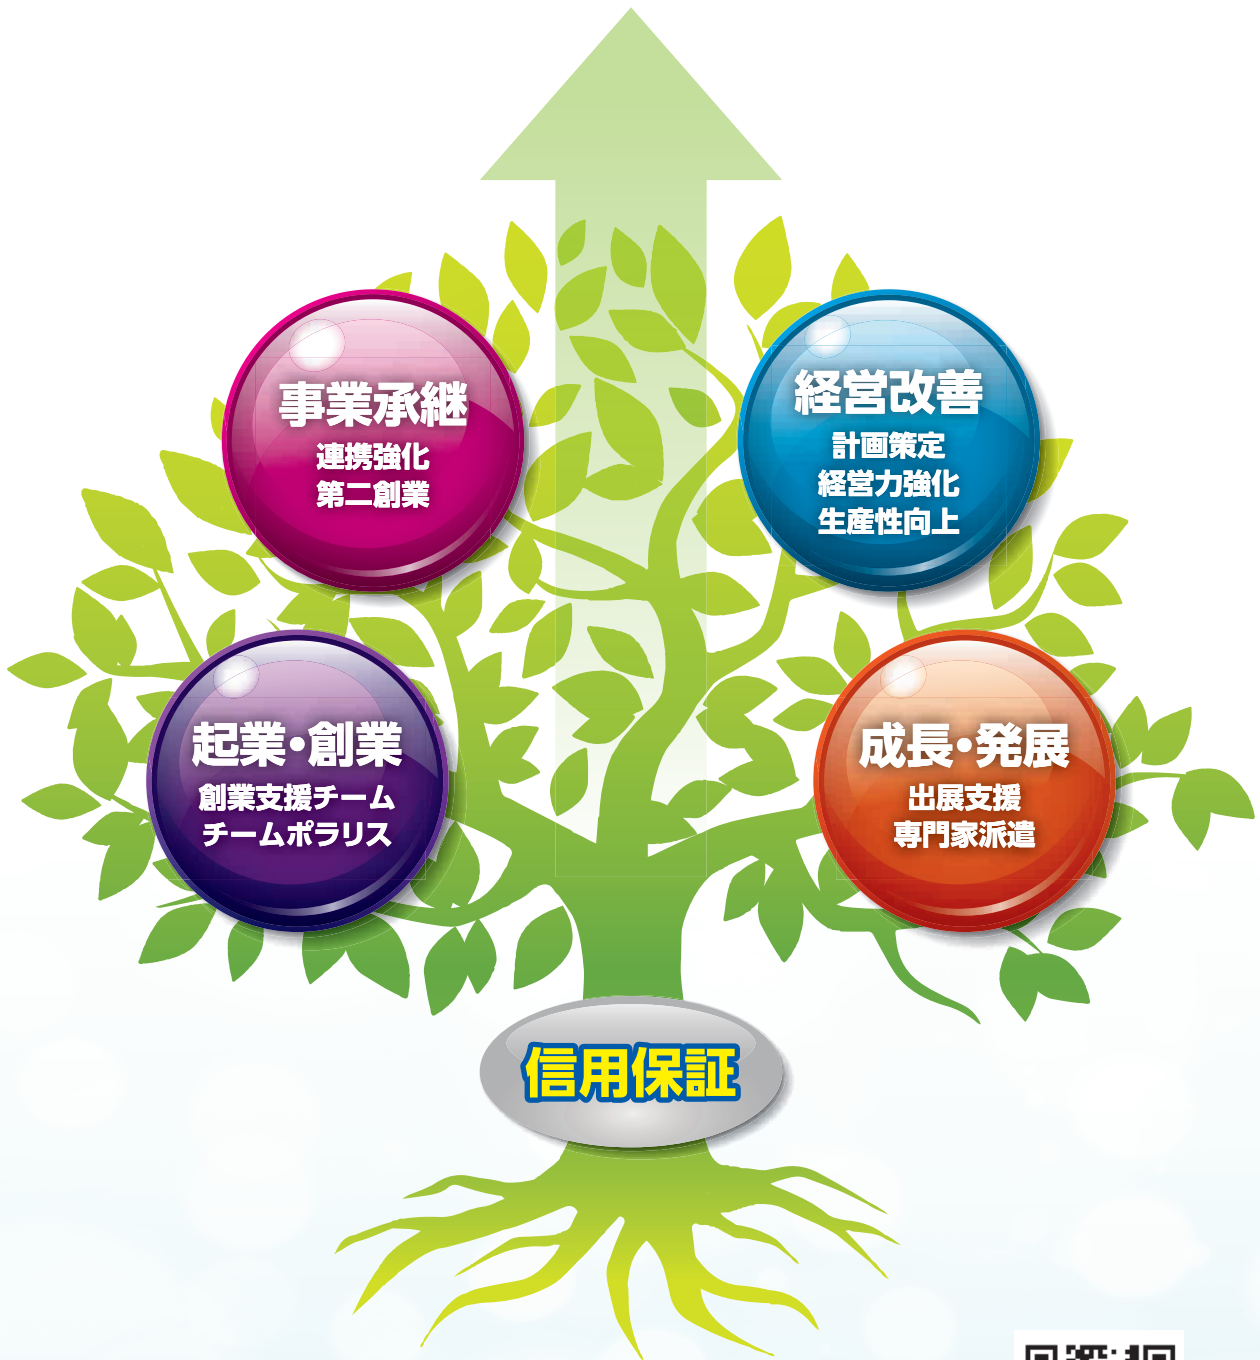 事業承継
連携強化
第二創業
経営改善
計画策定
経営力強化
生産性向上
起業・創業
創業支援チーム
チームポラリス
成長・発展
出展支援
専門家派遣
信用保証